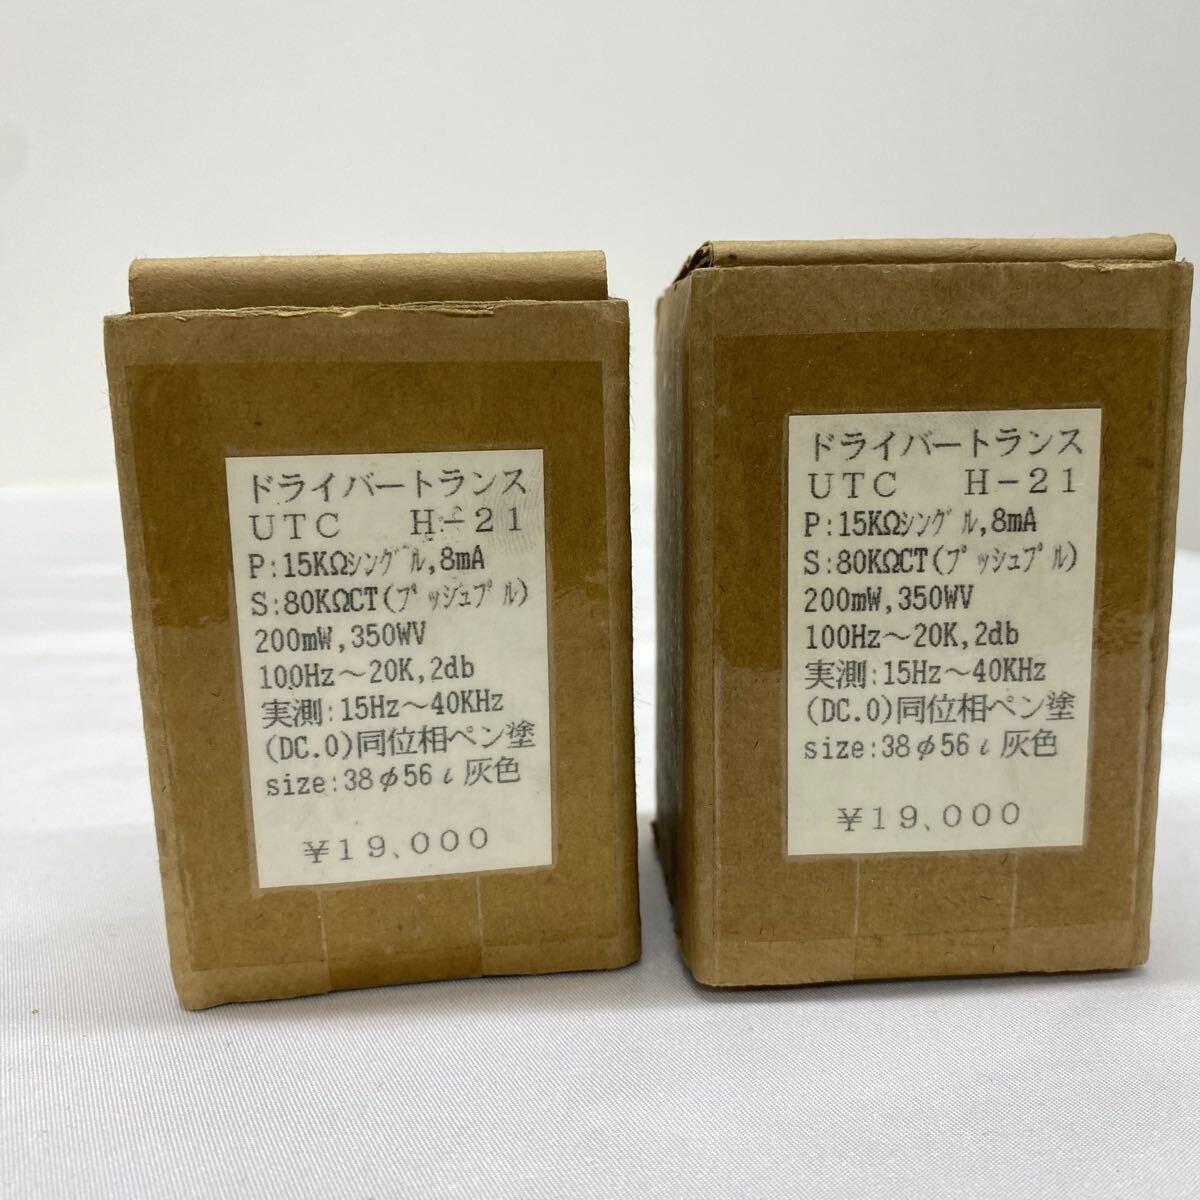 ドライバートランス
UTC H-21
P:15KΩシングル,8mA
S:80KΩCT(プッシュプル)
200mW,350WV
100Hz～20K,2db
実測:15Hz～40KHz
(DC.0)同位相ペン塗
size:38φ56ℓ灰色
¥19,000
ドライバートランス
UTC H-21
P:15KΩシングル,8mA
S:80KΩCT(プッシュプル)
200mW,350WV
100Hz～20K,2db
実測:15Hz～40KHz
(DC.0)同位相ペン塗
size:38φ56ℓ灰色
¥19,000